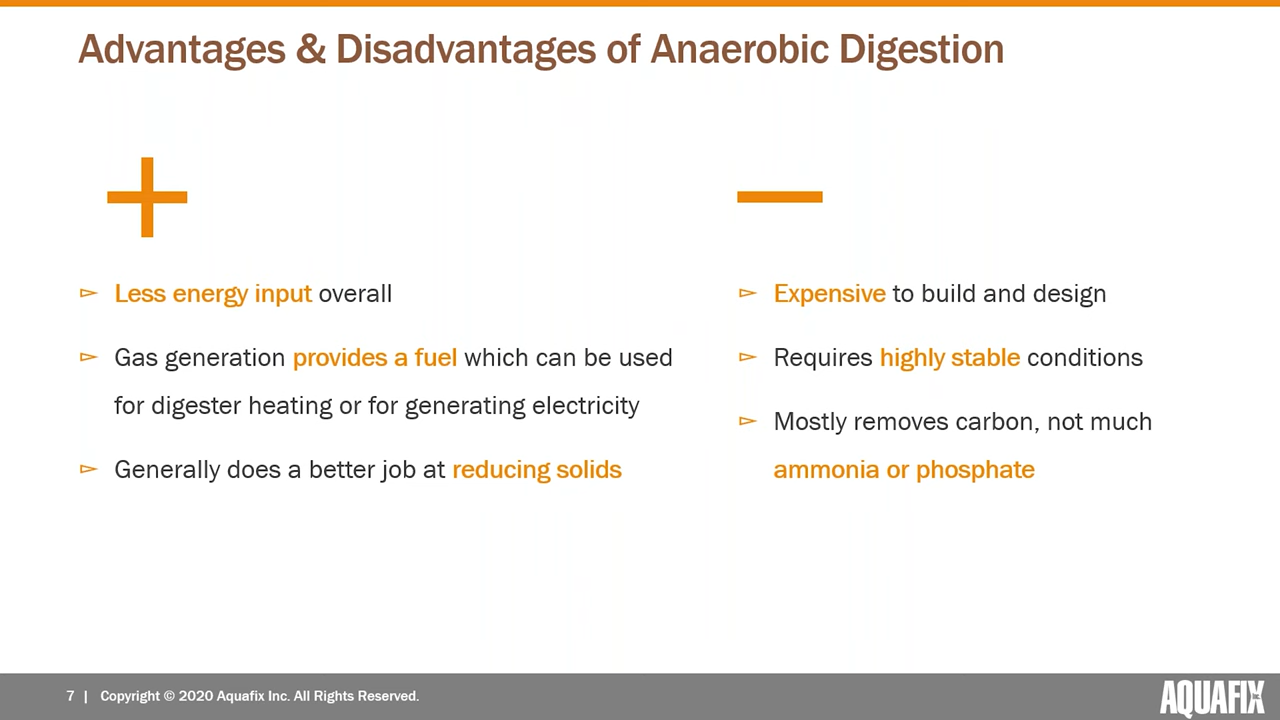 Advantages & Disadvantages of Anaerobic Digestion
Less energy input overall
Gas generation provides a fuel which can be used
for digester heating or for generating electricity
Generally does a better job at reducing solids
Expensive to build and design
Requires highly stable conditions
Mostly removes carbon, not much
ammonia or phosphate
7 | Copyright © 2020 Aquafix Inc. All Rights Reserved.
AQUAFIX INC.